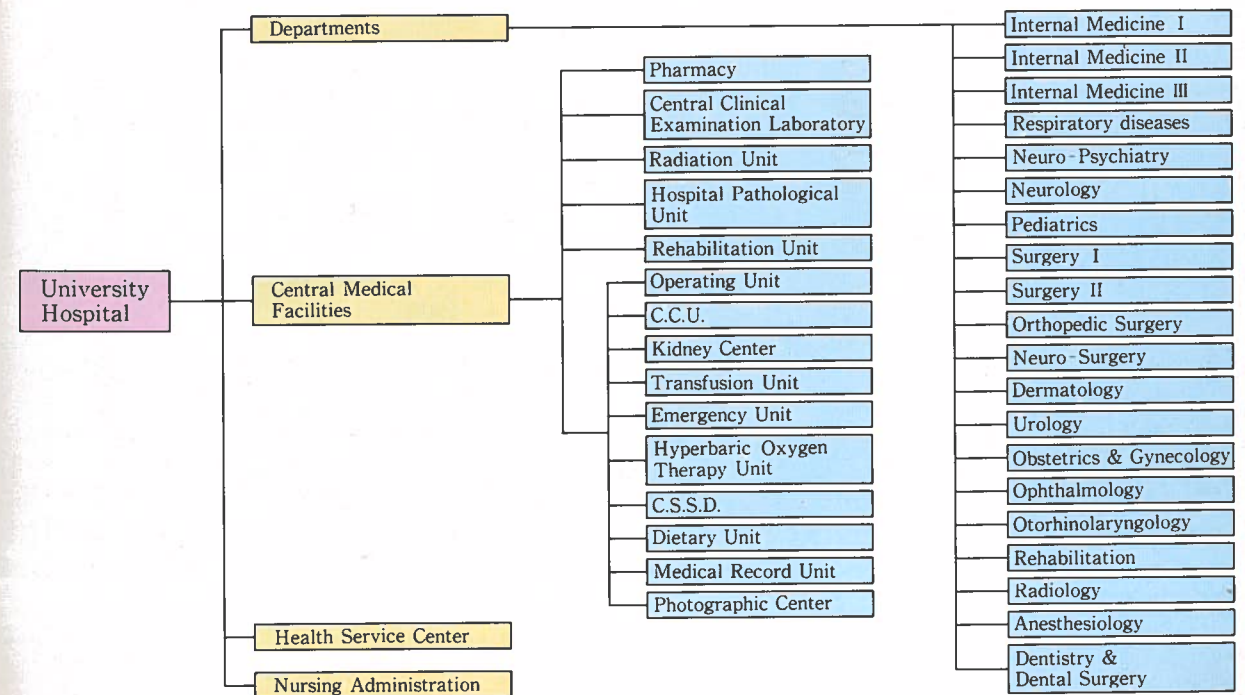 University
Hospital
Departments
Central Medical
Facilities
Health Service Center
Nursing Administration
Pharmacy
Central Clinical
Examination Laboratory
Radiation Unit
Hospital Pathological
Unit
Rehabilitation Unit
Operating Unit
C.C.U.
Kidney Center
Transfusion Unit
Emergency Unit
Hyperbaric Oxygen
Therapy Unit
C.S.S.D.
Dietary Unit
Medical Record Unit
Photographic Center
Internal Medicine I
Internal Medicine II
Internal Medicine III
Respiratory diseases
Neuro-Psychiatry
Neurology
Pediatrics
Surgery I
Surgery II
Orthopedic Surgery
Neuro-Surgery
Dermatology
Urology
Obstetrics & Gynecology
Ophthalmology
Otorhinolaryngology
Rehabilitation
Radiology
Anesthesiology
Dentistry &
Dental Surgery